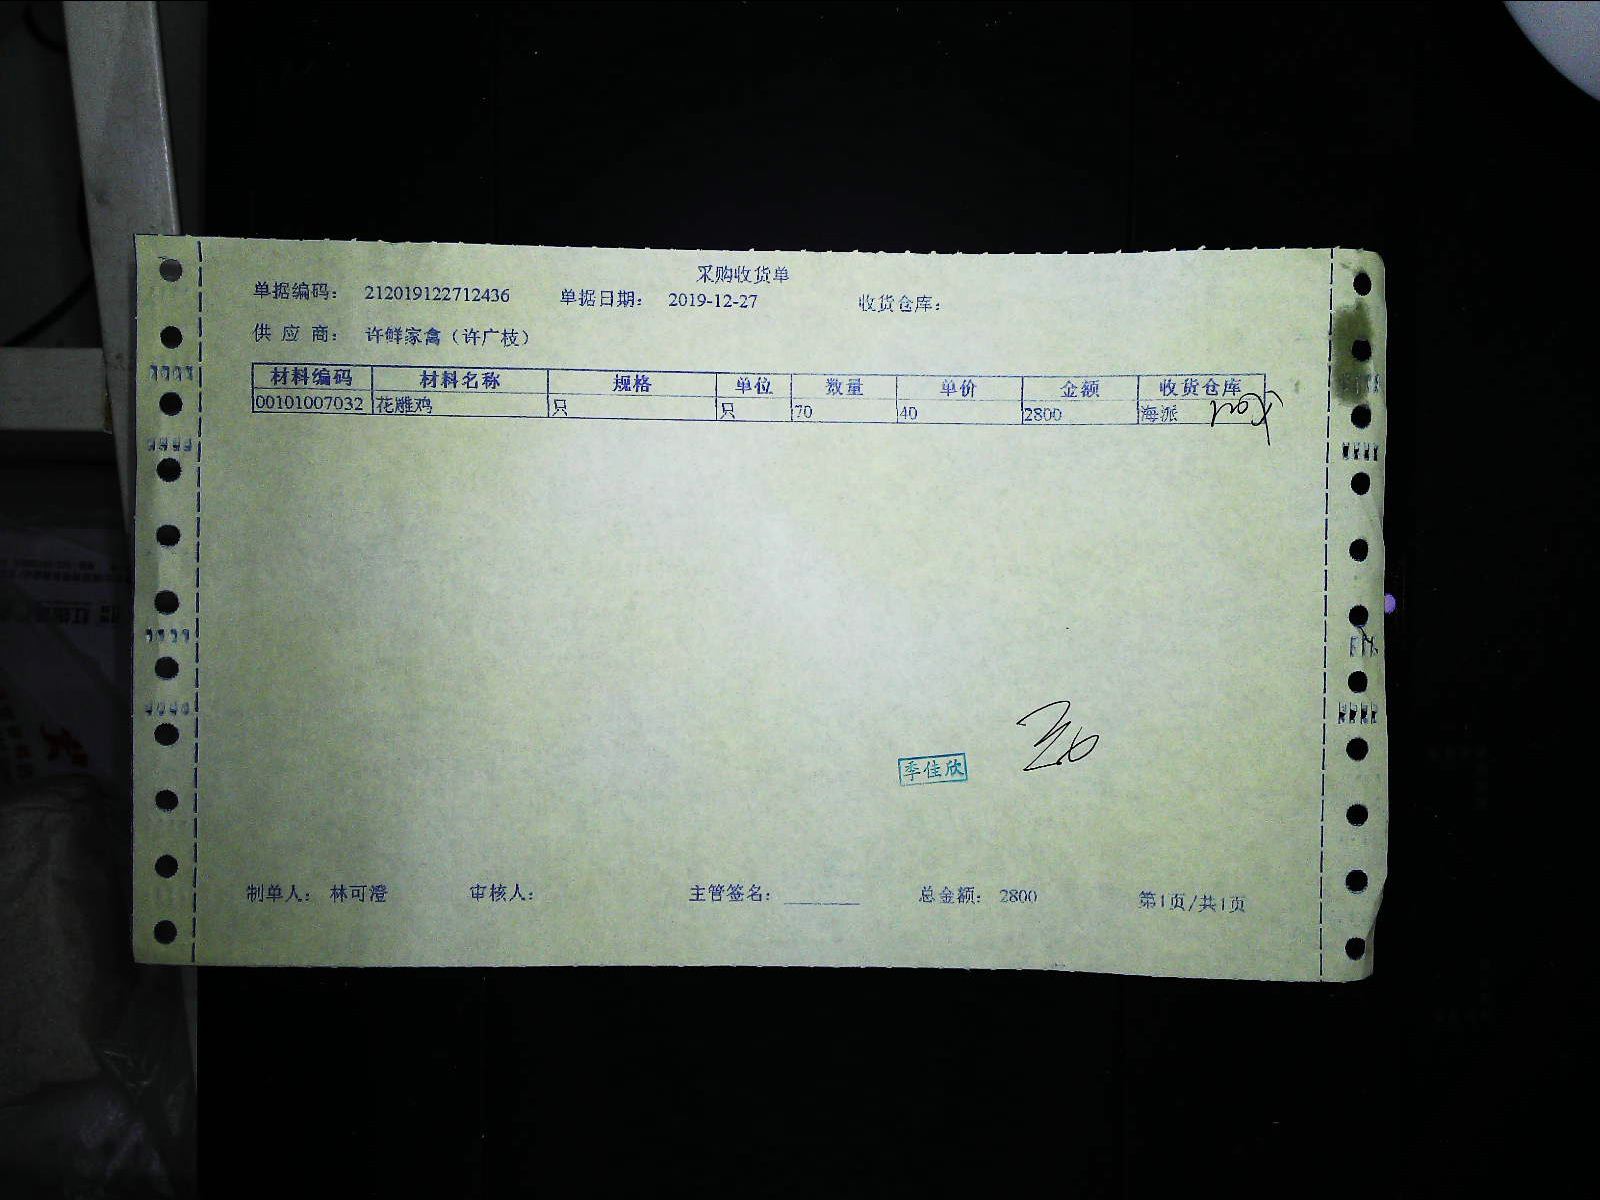 采购收货单
单据编码： 212019122712436 单据日期： 2019-12-27 收货仓库：
供 应 商： 许鲜家禽（许广枝）
材料编码 材料名称 规格 单位 数量 单价 金额 收货仓库
00101007032 花雕鸡 只 只 70 40 2800 海派
季佳欣
制单人： 林可澄 审核人： 主管签名： 总金额： 2800 第1页/共1页